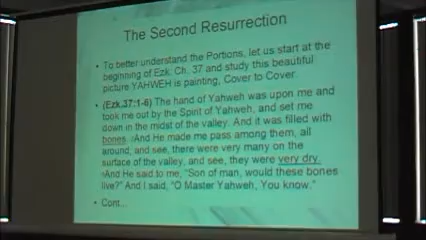 The Second Resurrection
• To better understand the Portions, let us start at the
beginning of Ezk. Ch. 37 and study this beautiful
picture YAHWEH is painting, Cover to Cover.
• (Ezk.37:1-6) The hand of Yahweh was upon me and
took me out by the Spirit of Yahweh, and set me
down in the midst of the valley. And it was filled with
bones. And He made me pass among them, all
around, and see, there were very many on the
surface of the valley, and see, they were very dry.
And He said to me, "Son of man, would these bones
live?" And I said, "O Master Yahweh, You know."
• Cont...